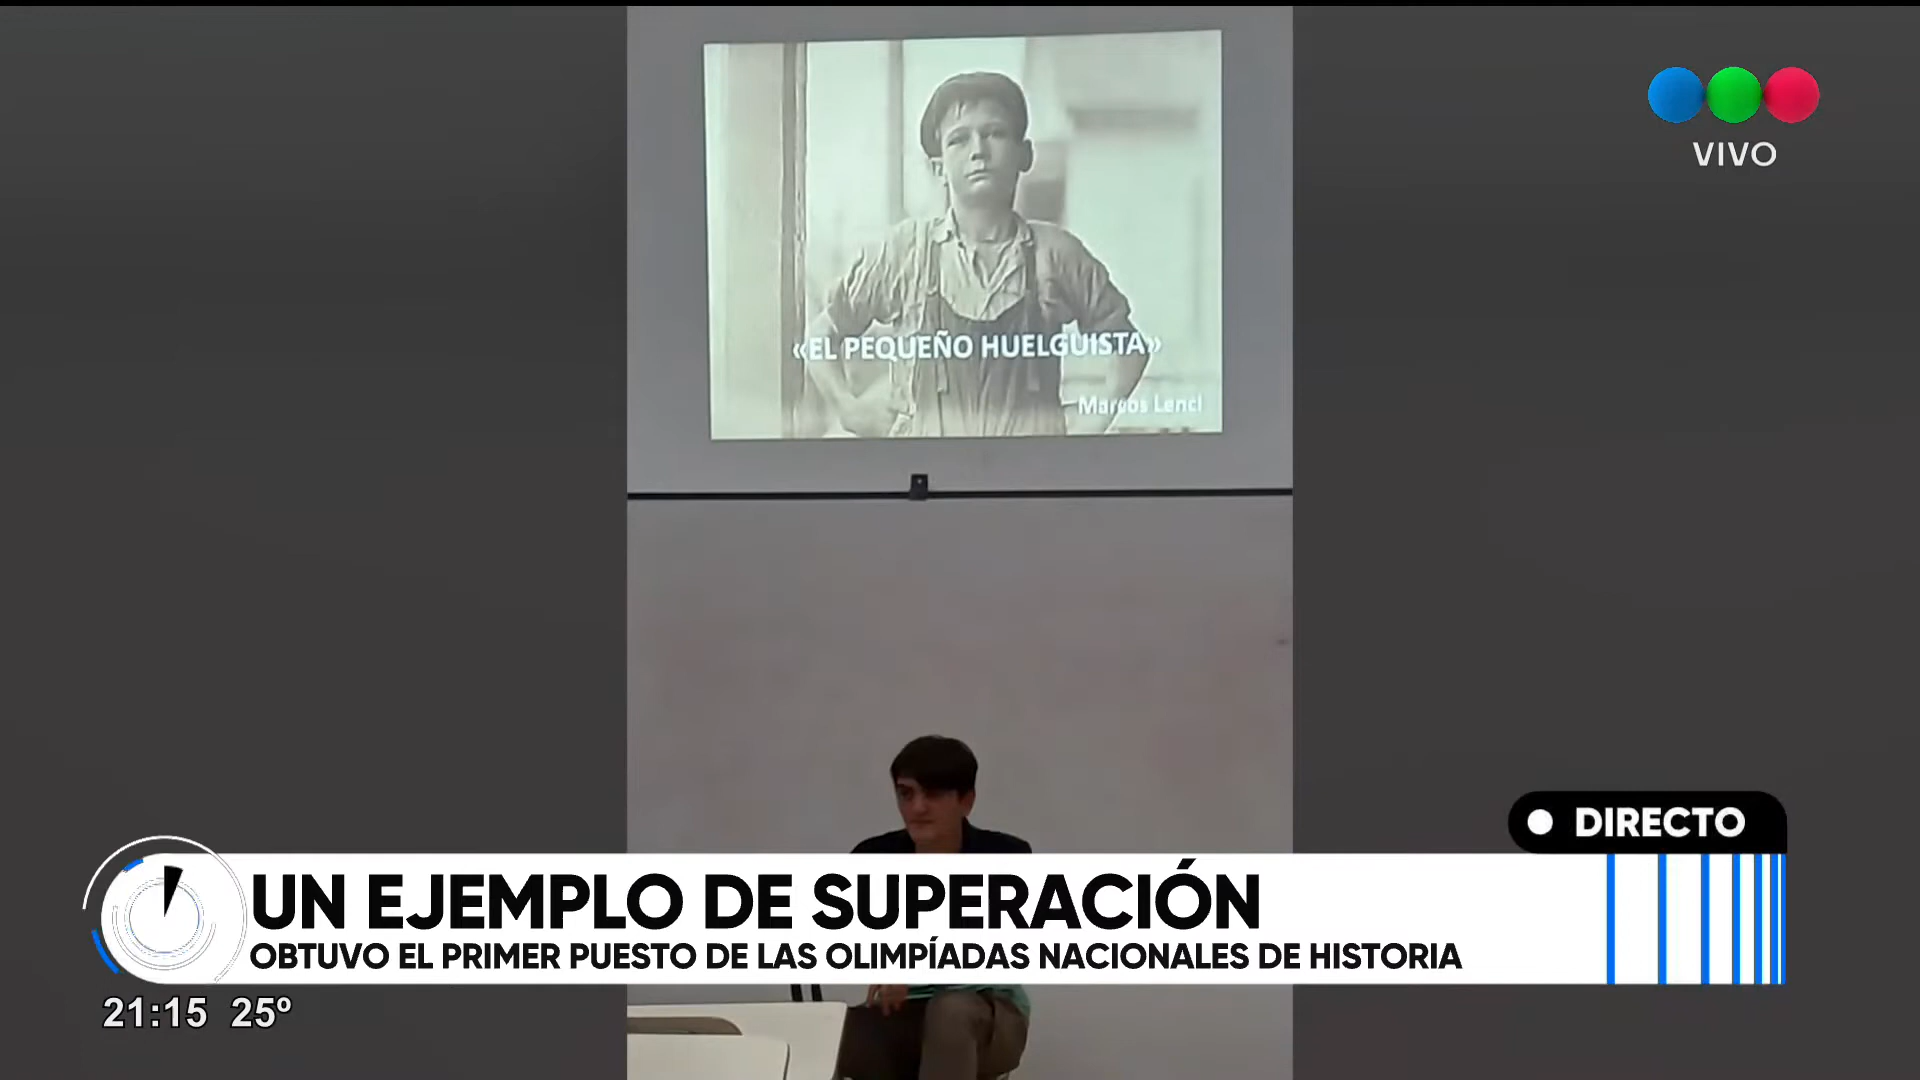 VIVO
«EL PEQUEÑO HUELGUISTA»
Marcos Lenci
DIRECTO
UN EJEMPLO DE SUPERACIÓN
OBTUVO EL PRIMER PUESTO DE LAS OLIMPÍADAS NACIONALES DE HISTORIA
21:15 25º